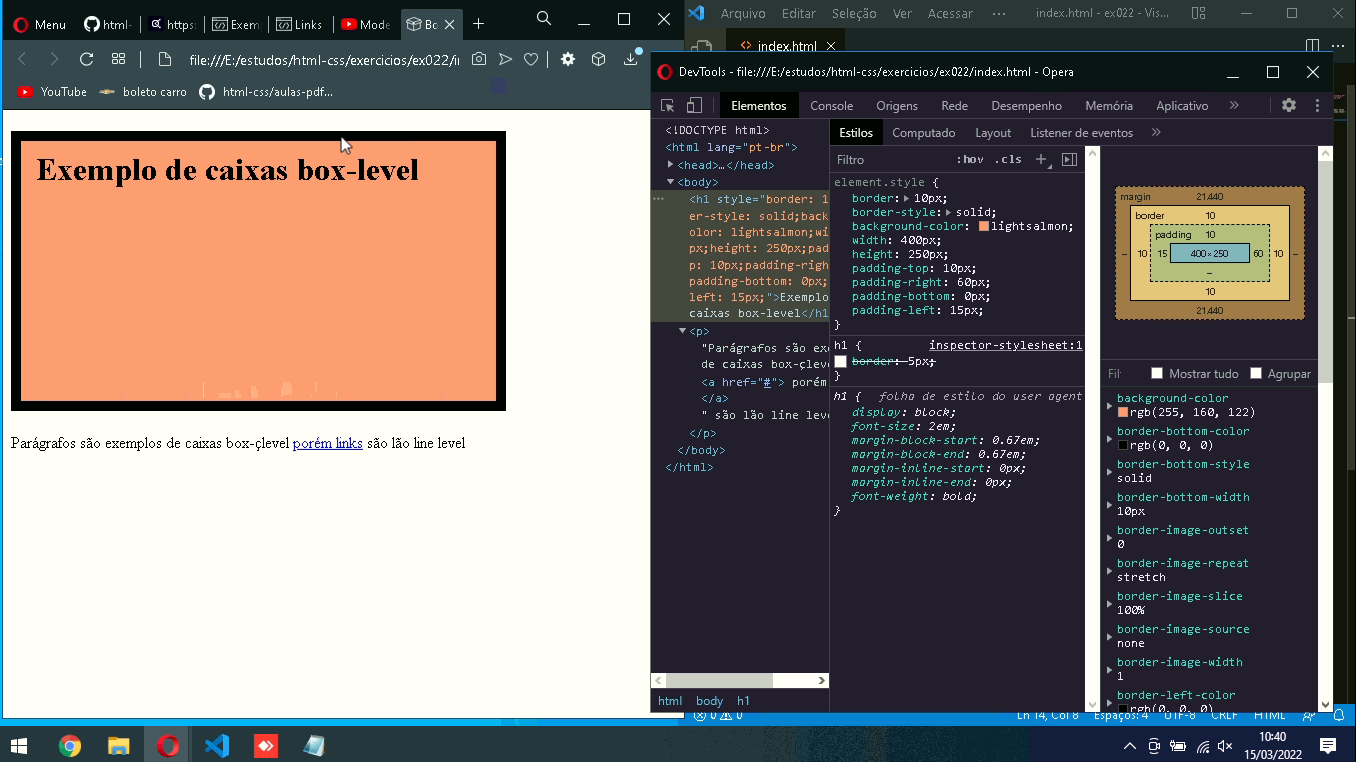 Menu
html-
https:
Exem
Links
Mode
Bo
Arquivo Editar Seleção Ver Acessar ··· index.html - ex022 - Vis...
index.html
file:///E:/estudos/html-css/exercicios/ex022/ir
YouTube
boleto carro
html-css/aulas-pdf...
DevTools - file:///E:/estudos/html-css/exercicios/ex022/index.html - Opera
Elementos Console Origens Rede Desempenho Memória Aplicativo
Exemplo de caixas box-level
Parágrafos são exemplos de caixas box-çlevel porém links são lão line level
<!DOCTYPE html>
<html lang="pt-br">
<head>…</head>
<body>
<h1 style="border: 1
er-style: solid;bac
olor: lightsalmon;wi
px;height: 250px;pad
p: 10px;padding-righ
padding-bottom: 0px;
left: 15px;">Exemplo
caixas box-level</h1
<p>
"Parágrafos são exe
de caixas box-çleve
<a href="#"> porém
</a>
" são lão line leve
</p>
</body>
</html>
html body h1
Estilos Computado Layout Listener de eventos
Filtro :hov .cls
element.style {
border: 10px;
border-style: solid;
background-color: lightsalmon;
width: 400px;
height: 250px;
padding-top: 10px;
padding-right: 60px;
padding-bottom: 0px;
padding-left: 15px;
}
h1 { inspector-stylesheet:1
border: 5px;
}
h1 { folha de estilo do user agent
display: block;
font-size: 2em;
margin-block-start: 0.67em;
margin-block-end: 0.67em;
margin-inline-start: 0px;
margin-inline-end: 0px;
font-weight: bold;
}
margin 21.440
border 10
padding 10
– 10 15 400×250 60 10 –
–
10
21.440
Fil Mostrar tudo Agrupar
background-color
rgb(255, 160, 122)
border-bottom-color
rgb(0, 0, 0)
border-bottom-style
solid
border-bottom-width
10px
border-image-outset
0
border-image-repeat
stretch
border-image-slice
100%
border-image-source
none
border-image-width
1
border-left-color
rgb(0, 0, 0)
0 0 Ln 14, Col 8 Espaços: 4 UTF-8 CRLF HTML
10:40
15/03/2022